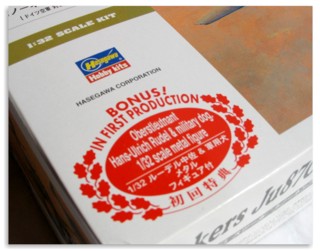 1:32 SCALE KIT
Hasegawa
Hobby kits
HASEGAWA CORPORATION
BONUS!
IN FIRST PRODUCTION
Oberstleutnant
Hans-Ulrich Rudel & military dog
1/32 scale metal figure
1/32 ルーデル中佐 & 軍用犬
メタル
フィギュア付
初回特典
kers Ju87G